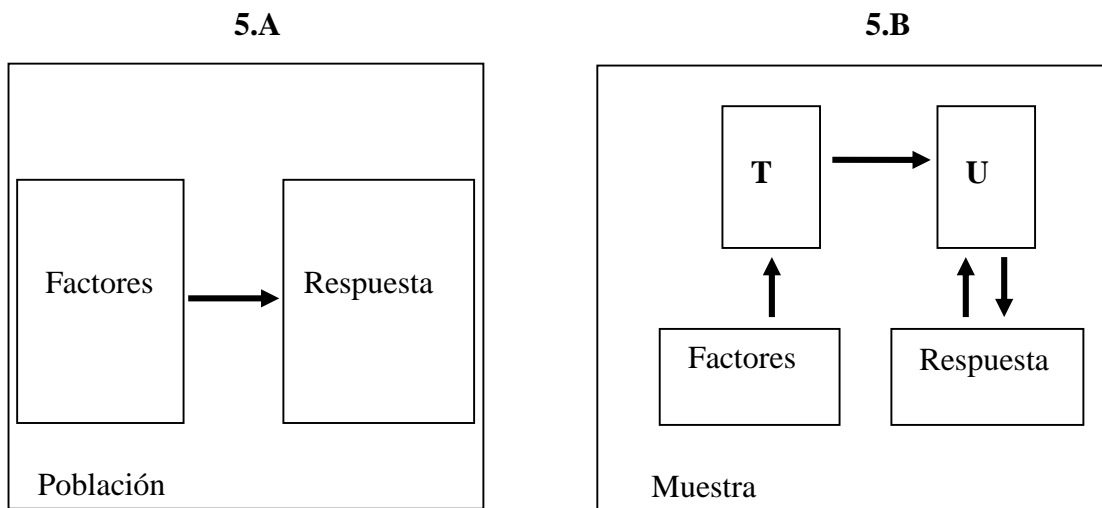 5.A
Factores
Respuesta
Población
5.B
T
U
Factores
Respuesta
Muestra